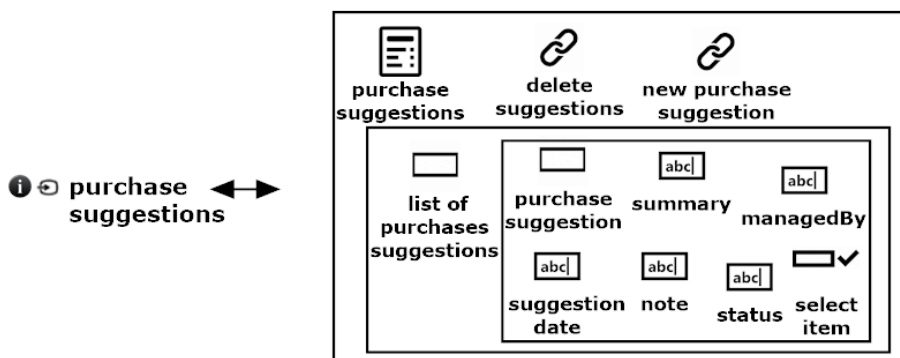 i purchase
suggestions
purchase
suggestions
delete
suggestions
new purchase
suggestion
list of
purchases
suggestions
purchase
suggestion
abc
summary
abc
managedBy
abc
suggestion
date
abc
note
abc
status
select
item